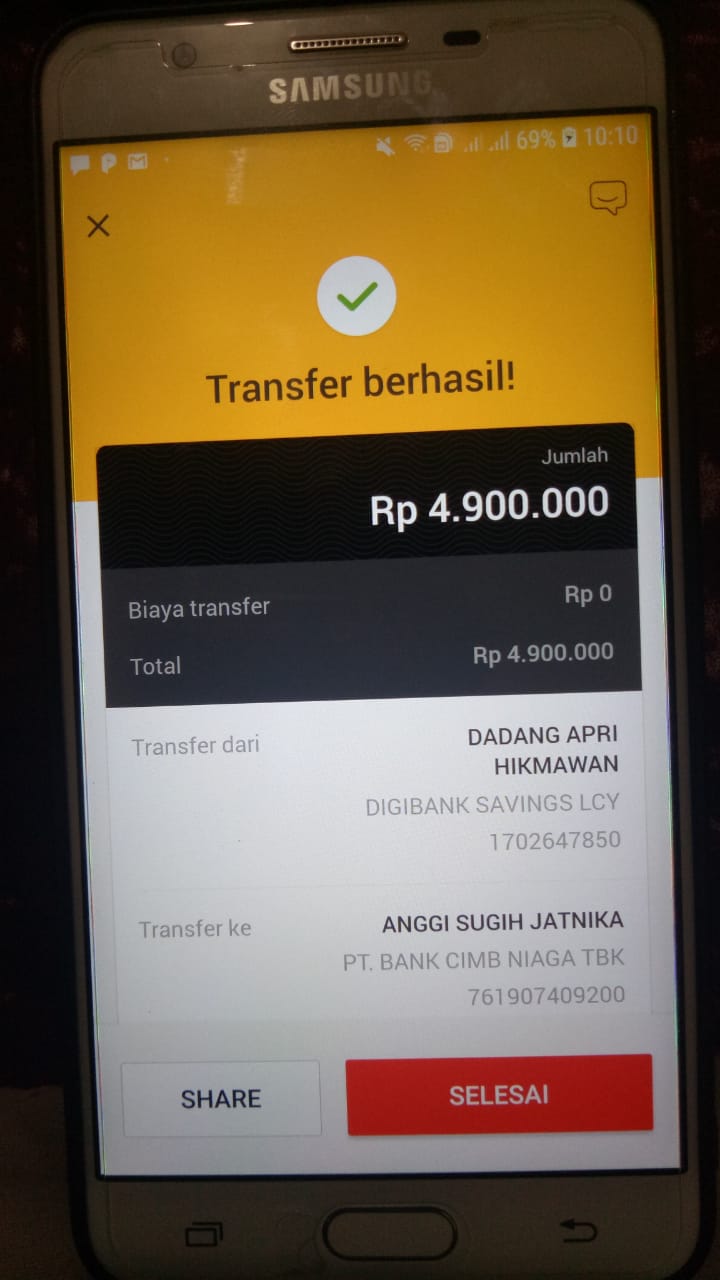 SAMSUNG
69% 10:10
Transfer berhasil!
Jumlah
Rp 4.900.000
Biaya transfer Rp 0
Total Rp 4.900.000
Transfer dari DADANG APRI
HIKMAWAN
DIGIBANK SAVINGS LCY
1702647850
Transfer ke ANGGI SUGIH JATNIKA
PT. BANK CIMB NIAGA TBK
761907409200
SHARE SELESAI